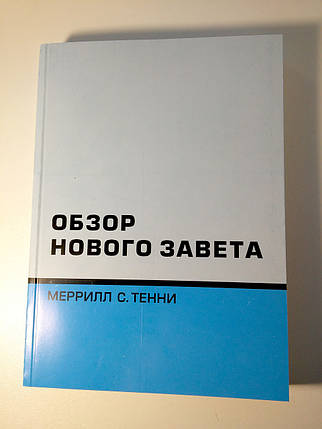 ОБЗОР
НОВОГО ЗАВЕТА
МЕРРИЛЛ С. ТЕННИ